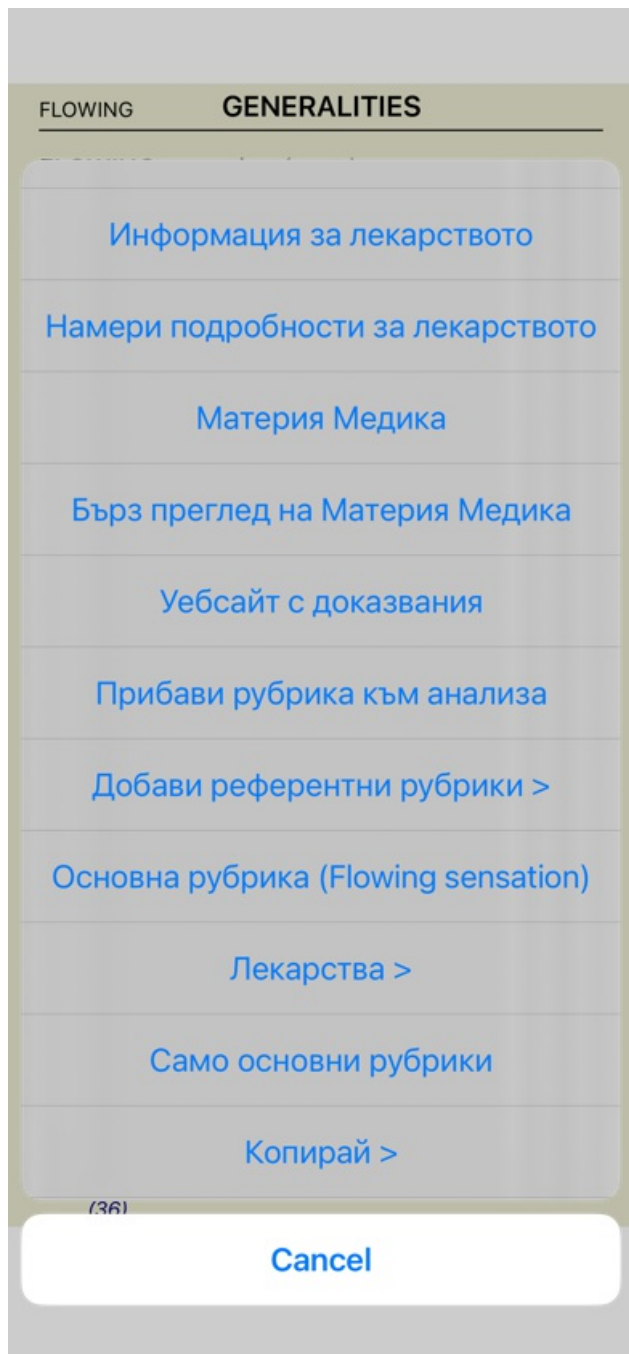 FLOWING GENERALITIES
Информация за лекарството
Намери подробности за лекарството
Материя Медика
Бърз преглед на Материя Медика
Уебсайт с доказвания
Прибави рубрика към анализа
Добави референтни рубрики >
Основна рубрика (Flowing sensation)
Лекарства >
Само основни рубрики
Копирай >
(36)
Cancel